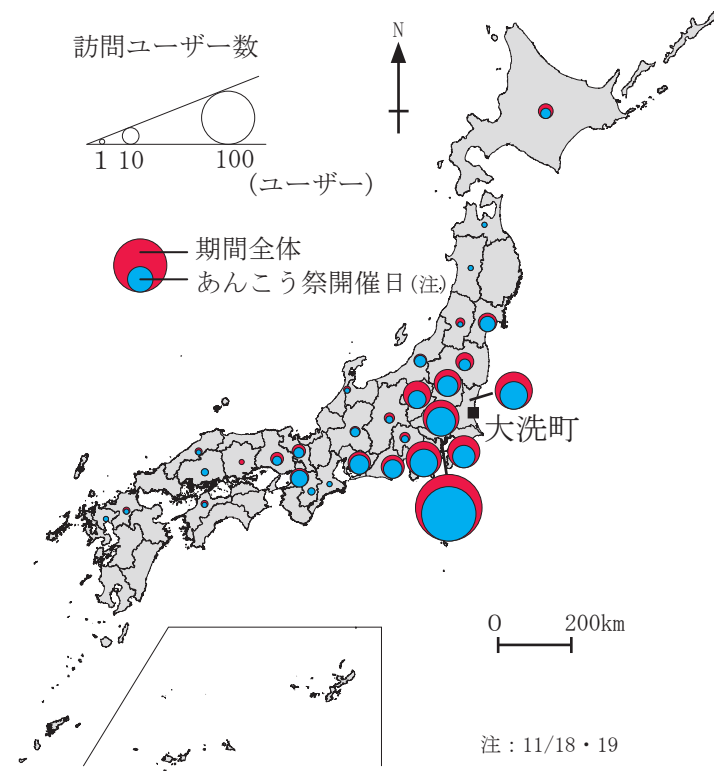 訪問ユーザー数
1 10 100
(ユーザー)
N
期間全体
あんこう祭開催日(注)
大洗町
0 200km
注：11/18・19